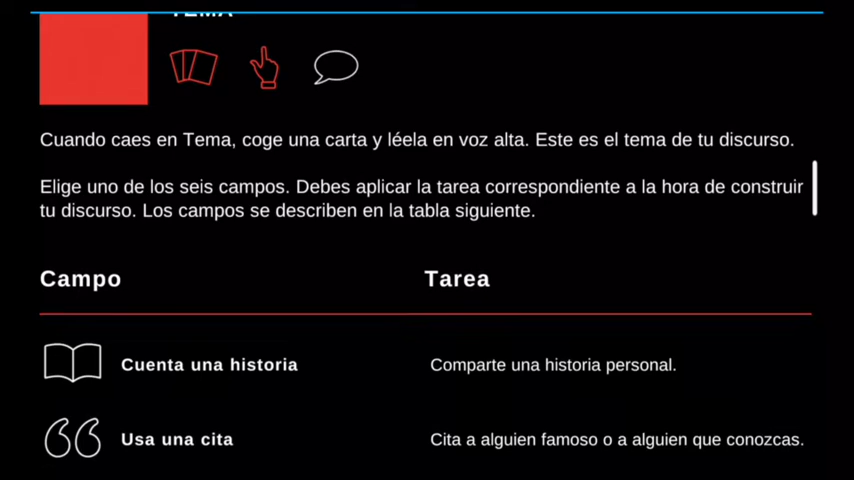 TEMA
Cuando caes en Tema, coge una carta y léela en voz alta. Este es el tema de tu discurso.
Elige uno de los seis campos. Debes aplicar la tarea correspondiente a la hora de construir
tu discurso. Los campos se describen en la tabla siguiente.
Campo Tarea
Cuenta una historia Comparte una historia personal.
Usa una cita Cita a alguien famoso o a alguien que conozcas.